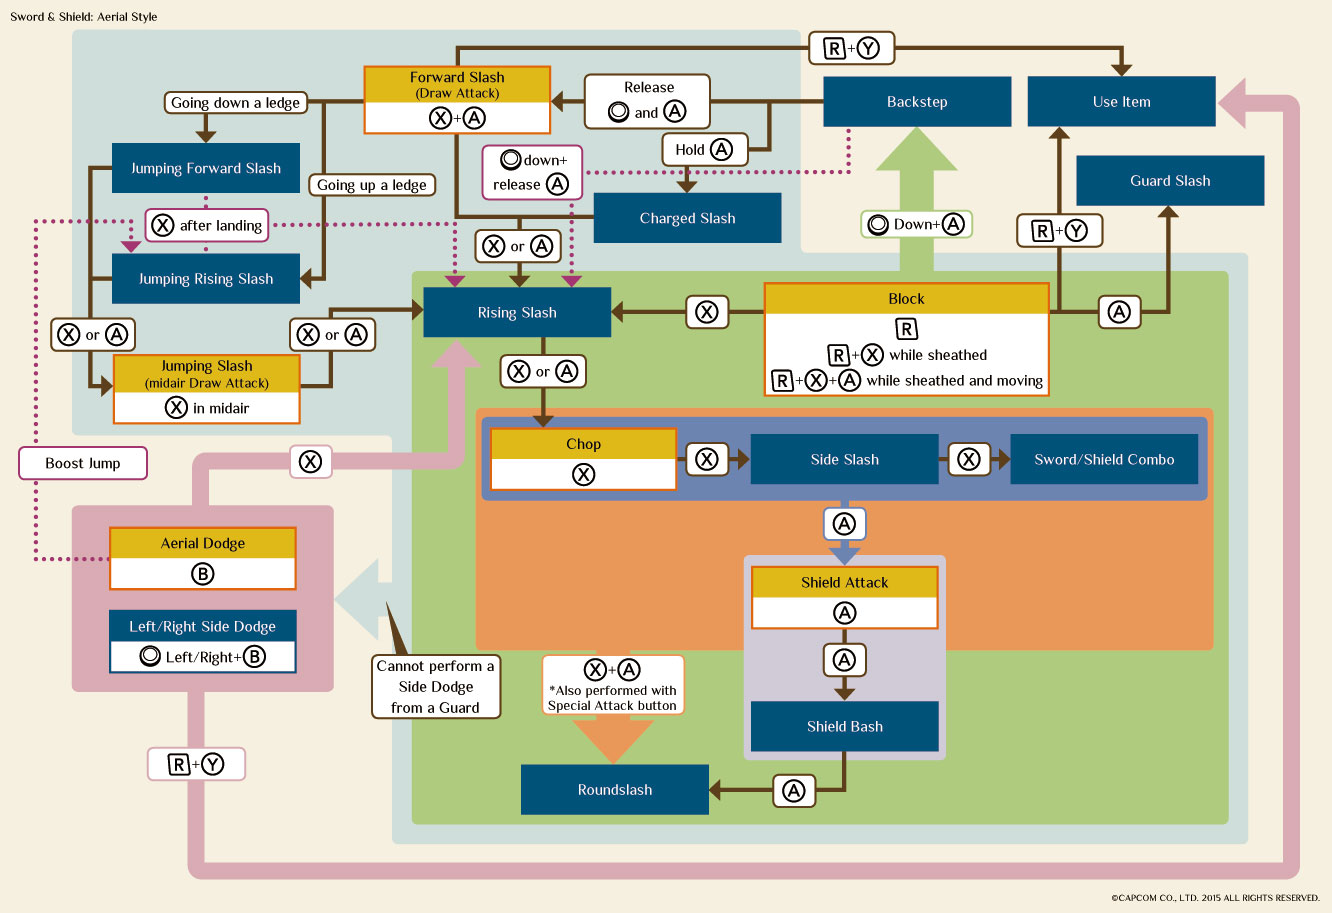 Sword & Shield: Aerial Style
R+Y
Forward Slash
(Draw Attack)
X+A
Release
and A
Backstep
Use Item
Going down a ledge
Hold A
Jumping Forward Slash
down+
release A
Going up a ledge
Guard Slash
Charged Slash
X after landing
X or A
Down+A
R+Y
Jumping Rising Slash
Rising Slash
X
Block
R
R+X while sheathed
R+X+A while sheathed and moving
A
X or A
X or A
Jumping Slash
(midair Draw Attack)
X in midair
X or A
Boost Jump
X
Chop
X
X
Side Slash
X
Sword/Shield Combo
A
Aerial Dodge
B
Left/Right Side Dodge
Left/Right+B
Shield Attack
A
A
Cannot perform a
Side Dodge
from a Guard
X+A
*Also performed with
Special Attack button
Shield Bash
R+Y
Roundslash
A
©CAPCOM CO., LTD. 2015 ALL RIGHTS RESERVED.